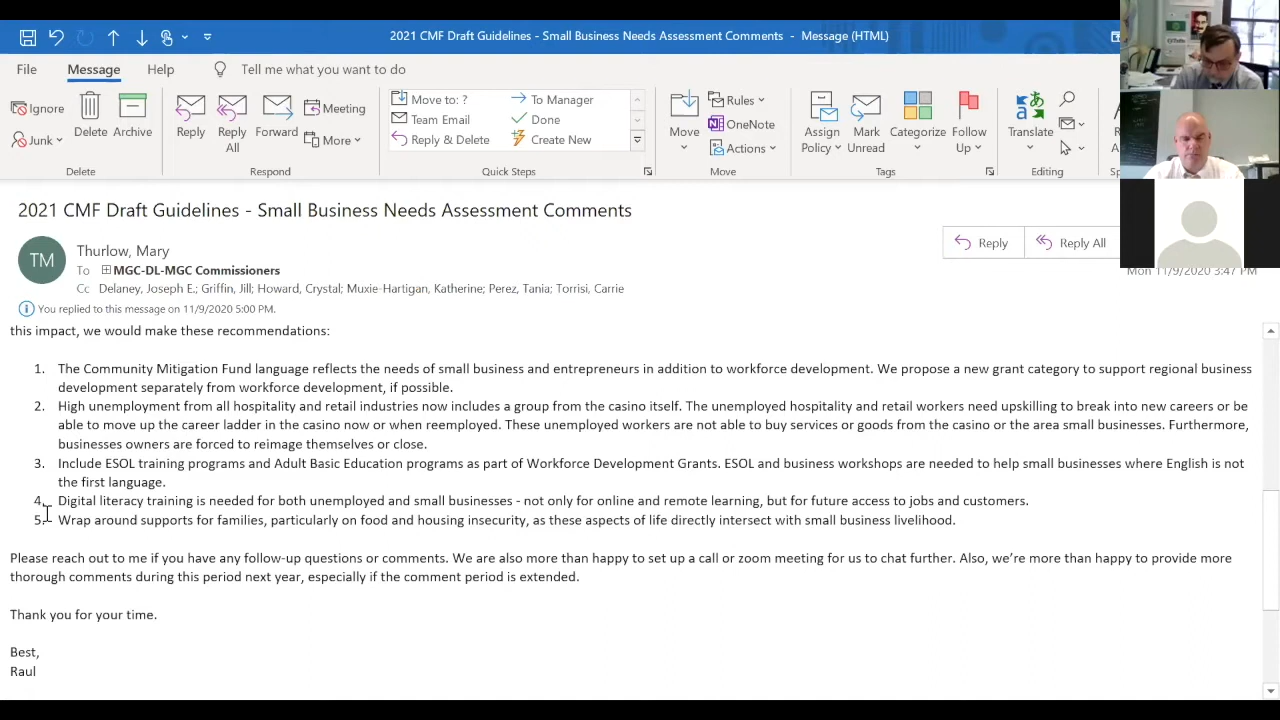 2021 CMF Draft Guidelines - Small Business Needs Assessment Comments - Message (HTML)
File Message Help Tell me what you want to do
Ignore
Junk
Delete
Archive
Delete
Reply
Reply All
Forward
Meeting
More
Respond
Move to: ?
Team Email
Reply & Delete
To Manager
Done
Create New
Quick Steps
Move
Rules
OneNote
Actions
Move
Assign Policy
Mark Unread
Categorize
Follow Up
Tags
Translate
Editing
2021 CMF Draft Guidelines - Small Business Needs Assessment Comments
TM
Thurlow, Mary
To MGC-DL-MGC Commissioners
Cc Delaney, Joseph E.; Griffin, Jill; Howard, Crystal; Muxie-Hartigan, Katherine; Perez, Tania; Torrisi, Carrie
Reply
Reply All
Mon 11/9/2020 3:47 PM
You replied to this message on 11/9/2020 5:00 PM.
this impact, we would make these recommendations:
1. The Community Mitigation Fund language reflects the needs of small business and entrepreneurs in addition to workforce development. We propose a new grant category to support regional business
development separately from workforce development, if possible.
2. High unemployment from all hospitality and retail industries now includes a group from the casino itself. The unemployed hospitality and retail workers need upskilling to break into new careers or be
able to move up the career ladder in the casino now or when reemployed. These unemployed workers are not able to buy services or goods from the casino or the area small businesses. Furthermore,
businesses owners are forced to reimage themselves or close.
3. Include ESOL training programs and Adult Basic Education programs as part of Workforce Development Grants. ESOL and business workshops are needed to help small businesses where English is not
the first language.
4. Digital literacy training is needed for both unemployed and small businesses - not only for online and remote learning, but for future access to jobs and customers.
5. Wrap around supports for families, particularly on food and housing insecurity, as these aspects of life directly intersect with small business livelihood.
Please reach out to me if you have any follow-up questions or comments. We are also more than happy to set up a call or zoom meeting for us to chat further. Also, we're more than happy to provide more
thorough comments during this period next year, especially if the comment period is extended.
Thank you for your time.
Best,
Raul